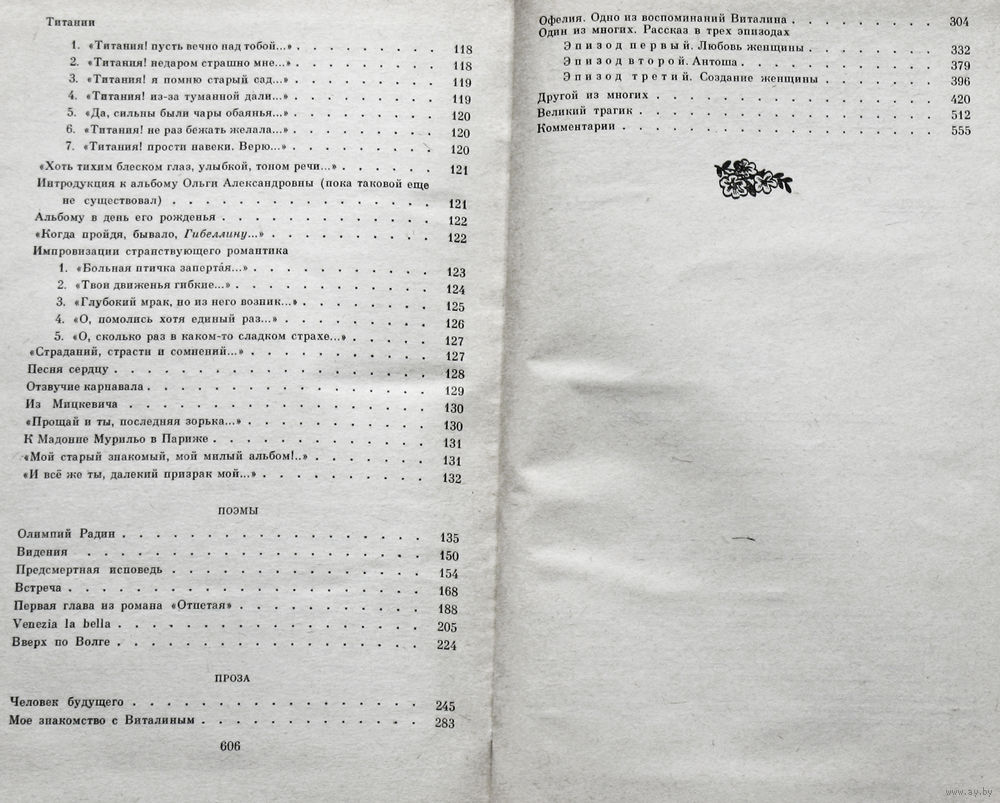 Титании
1. «Титания! пусть вечно над тобой...» . . . . . . . . . 118
2. «Титания! недаром страшно мне...» . . . . . . . . . 118
3. «Титания! я помню старый сад...» . . . . . . . . . 119
4. «Титания! из-за туманной дали...» . . . . . . . . . 119
5. «Да, сильны были чары обаянья...» . . . . . . . . . 120
6. «Титания! не раз бежать желала...» . . . . . . . . . 120
7. «Титания! прости навеки. Верю...» . . . . . . . . . 120
«Хоть тихим блеском глаз, улыбкой, тоном речи...» . . . . . . 121
Интродукция к альбому Ольги Александровны (пока таковой еще
не существовал) . . . . . . . . . . . . . . . 121
Альбому в день его рожденья . . . . . . . . . . . . 122
«Когда пройдя, бывало, Гибеллину...» . . . . . . . . . . 122
Импровизации странствующего романтика
1. «Больная птичка запертáя...» . . . . . . . . . . 123
2. «Твои движенья гибкие...» . . . . . . . . . . . 124
3. «Глубокий мрак, но из него возник...» . . . . . . . . 125
4. «О, помолись хотя единый раз...» . . . . . . . . . 126
5. «О, сколько раз в каком-то сладком страхе...» . . . . . 127
«Страданий, страсти и сомнений...» . . . . . . . . . . 127
Песня сердцу . . . . . . . . . . . . . . . . . 128
Отзвучие карнавала . . . . . . . . . . . . . . . 129
Из Мицкевича . . . . . . . . . . . . . . . . 130
«Прощай и ты, последняя зорька...» . . . . . . . . . . 130
К Мадонне Мурильо в Париже . . . . . . . . . . . . 131
«Мой старый знакомый, мой милый альбом!..» . . . . . . . 131
«И всё же ты, далекий призрак мой...» . . . . . . . . . 132
ПОЭМЫ
Олимпий Радин . . . . . . . . . . . . . . . . . 135
Видения . . . . . . . . . . . . . . . . . . 150
Предсмертная исповедь . . . . . . . . . . . . . . 154
Встреча . . . . . . . . . . . . . . . . . . . 168
Первая глава из романа «Отпетая» . . . . . . . . . . . 188
Venezia la bella . . . . . . . . . . . . . . . . . 205
Вверх по Волге . . . . . . . . . . . . . . . . . 224
ПРОЗА
Человек будущего . . . . . . . . . . . . . . . . 245
Мое знакомство с Виталиным . . . . . . . . . . . . 283
606
Офелия. Одно из воспоминаний Виталина . . . . . . . . . 304
Один из многих. Рассказ в трех эпизодах
Эпизод первый. Любовь женщины . . . . . . . . . 332
Эпизод второй. Антоша . . . . . . . . . . . . 379
Эпизод третий. Создание женщины . . . . . . . . 396
Другой из многих . . . . . . . . . . . . . . . . 420
Великий трагик . . . . . . . . . . . . . . . . . 512
Комментарии . . . . . . . . . . . . . . . . . . 555
www.ay.by